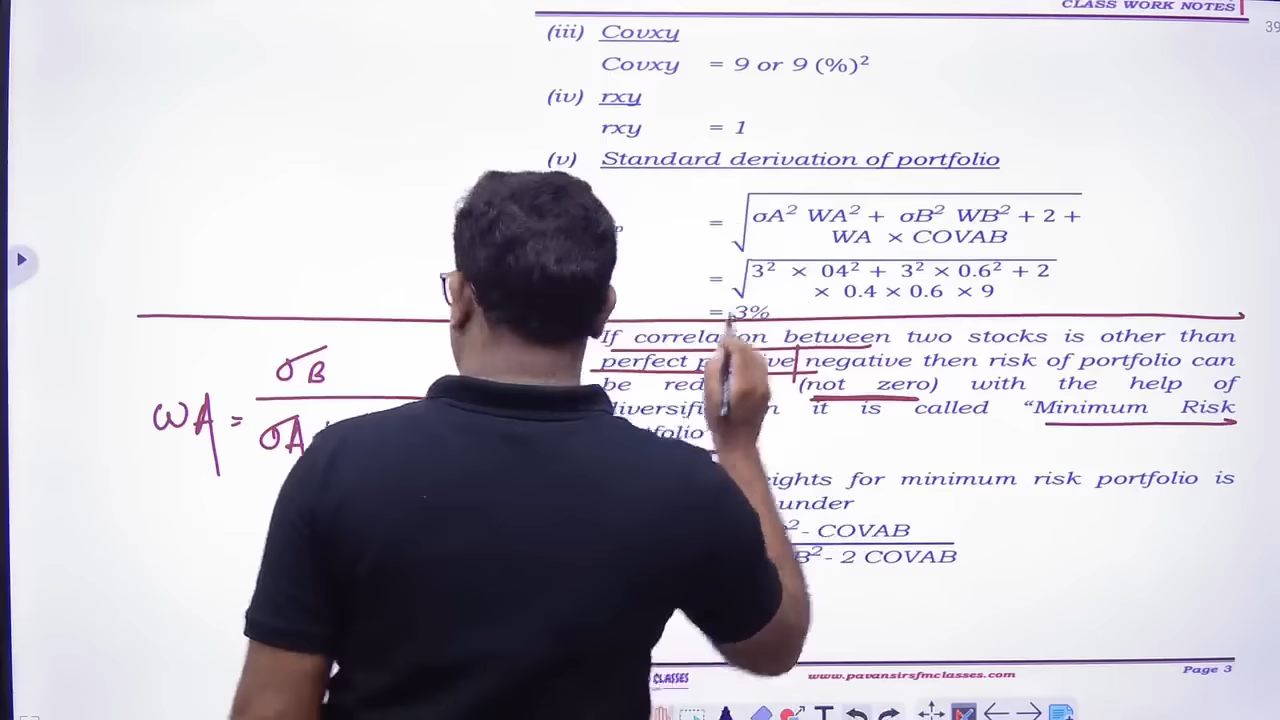 CLASS WORK NOTES
39
(iii) Covxy
Covxy = 9 or 9 (%)²
(iv) rxy
rxy = 1
(v) Standard derivation of portfolio
p = √σA² WA² + σB² WB² + 2 +
WA × COVAB
= √3² × 04² + 3² × 0.6² + 2
× 0.4 × 0.6 × 9
= 3%
If correlation between two stocks is other than
perfect negative then risk of portfolio can
be (not zero) with the help of
it is called “Minimum Risk
for minimum risk portfolio is
under
² - COVAB
B² - 2 COVAB
σB
WA =
σA
CLASSES
www.pavansirsfmclasses.com
Page 3